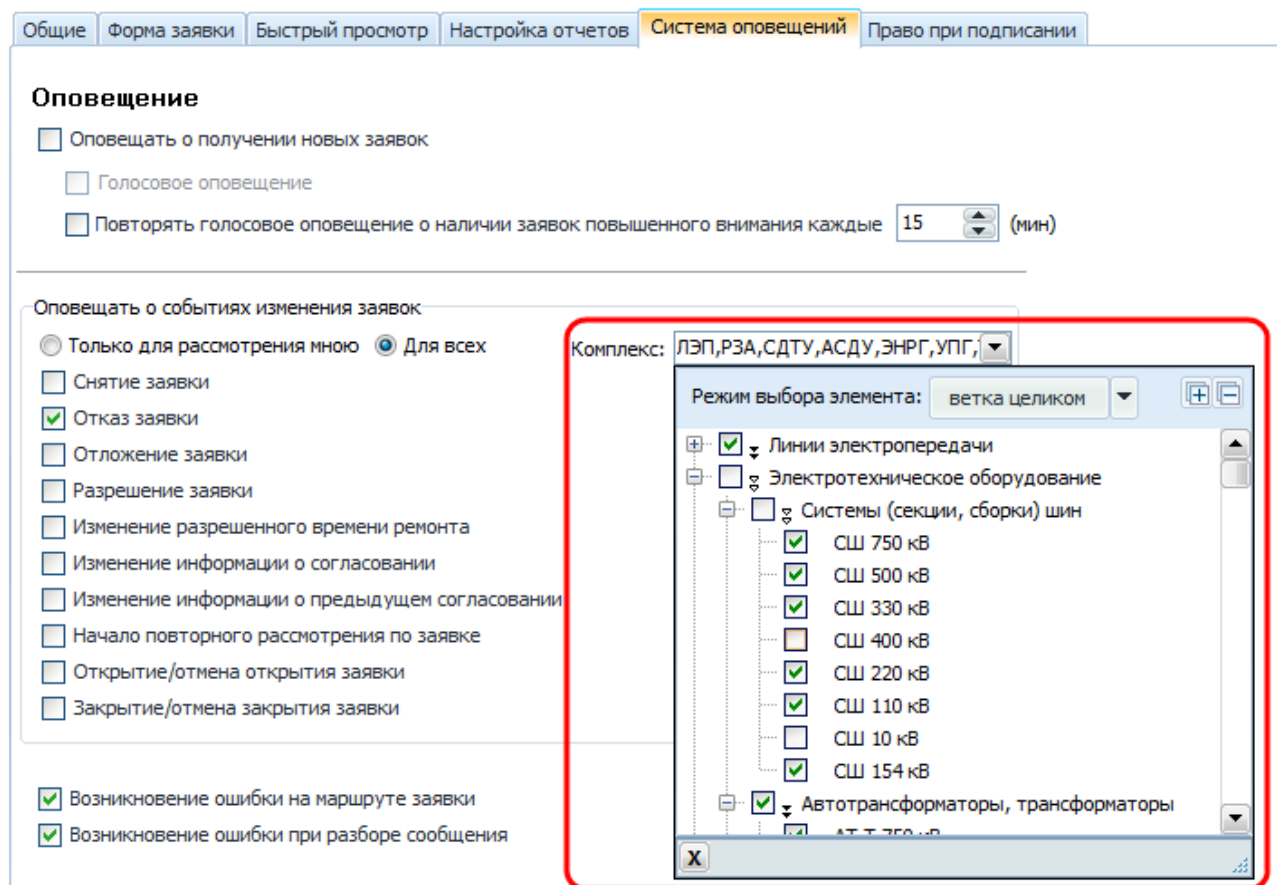 Общие Форма заявки Быстрый просмотр Настройка отчетов Система оповещений Право при подписании
Оповещение
Оповещать о получении новых заявок
Голосовое оповещение
Повторять голосовое оповещение о наличии заявок повышенного внимания каждые 15 (мин)
Оповещать о событиях изменения заявок
Только для рассмотрения мною Для всех
Снятие заявки
Отказ заявки
Отложение заявки
Разрешение заявки
Изменение разрешенного времени ремонта
Изменение информации о согласовании
Изменение информации о предыдущем согласовании
Начало повторного рассмотрения по заявке
Открытие/отмена открытия заявки
Закрытие/отмена закрытия заявки
Возникновение ошибки на маршруте заявки
Возникновение ошибки при разборе сообщения
Комплекс: ЛЭП,РЗА,СДТУ,АСДУ,ЭНРГ,УПГ,
Режим выбора элемента: ветка целиком
Линии электропередачи
Электротехническое оборудование
Системы (секции, сборки) шин
СШ 750 кВ
СШ 500 кВ
СШ 330 кВ
СШ 400 кВ
СШ 220 кВ
СШ 110 кВ
СШ 10 кВ
СШ 154 кВ
Автотрансформаторы, трансформаторы
X